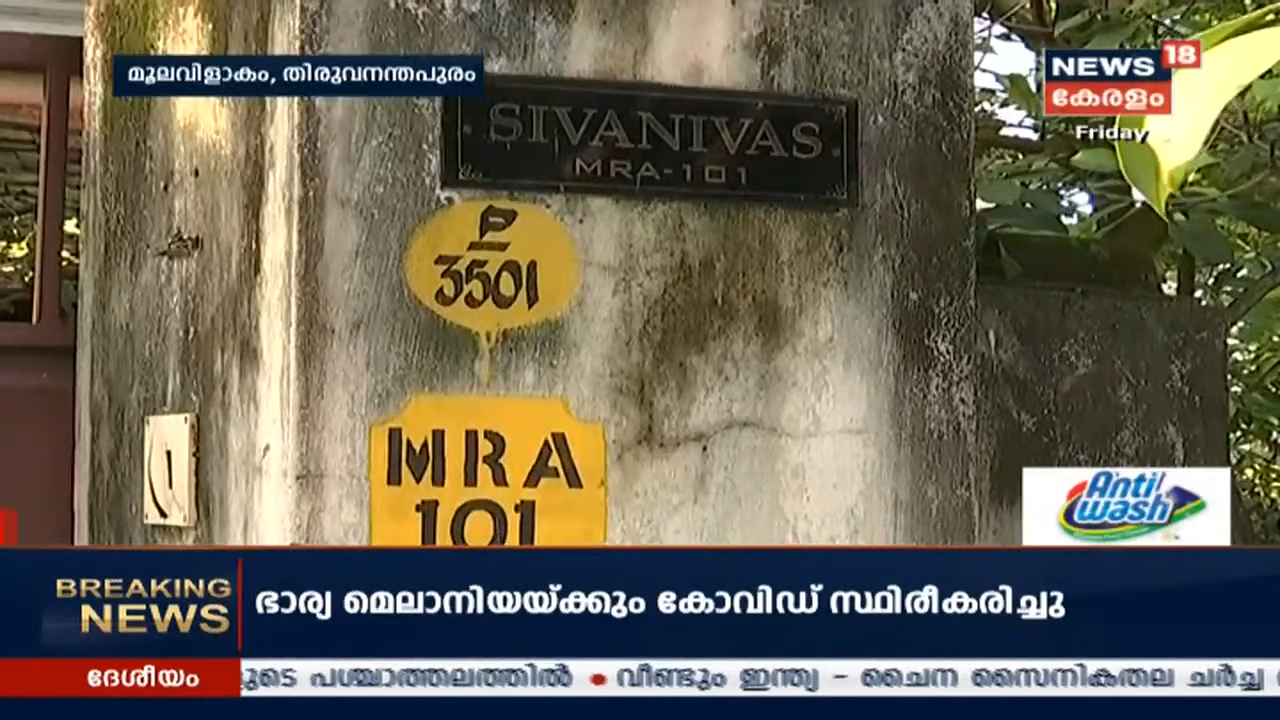 മൂലവിളാകം, തിരുവനന്തപുരം
NEWS 18
കേരളം
Friday
SIVANIVAS
MRA-101
P
3501
MRA
101
Anti
wash
BREAKING
NEWS
ഭാര്യ മെലാനിയയ്ക്കും കോവിഡ് സ്ഥിരീകരിച്ചു
ദേശീയം
ടെ പശ്ചാത്തലത്തിൽ • വീണ്ടും ഇന്ത്യ - ചൈന സൈനികതല ചർച്ച